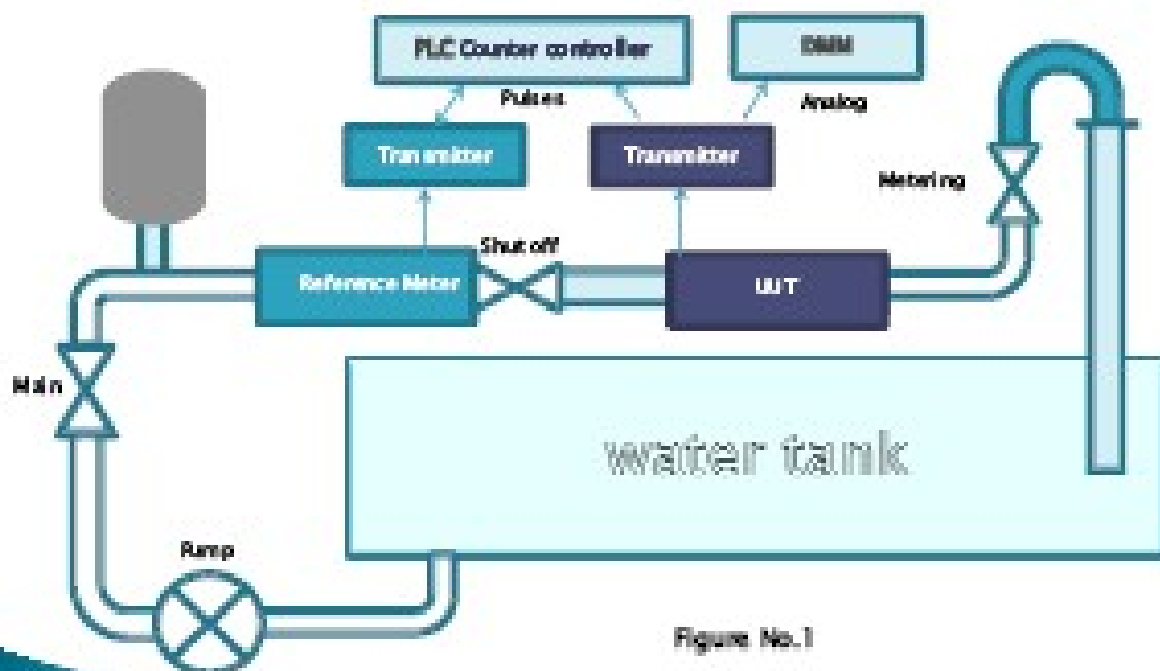 PLC Counter controller
DMM
Pulses
Analog
Transmitter
Transmitter
Metering
Shut off
Reference Meter
UUT
Main
water tank
Pump
Figure No.1